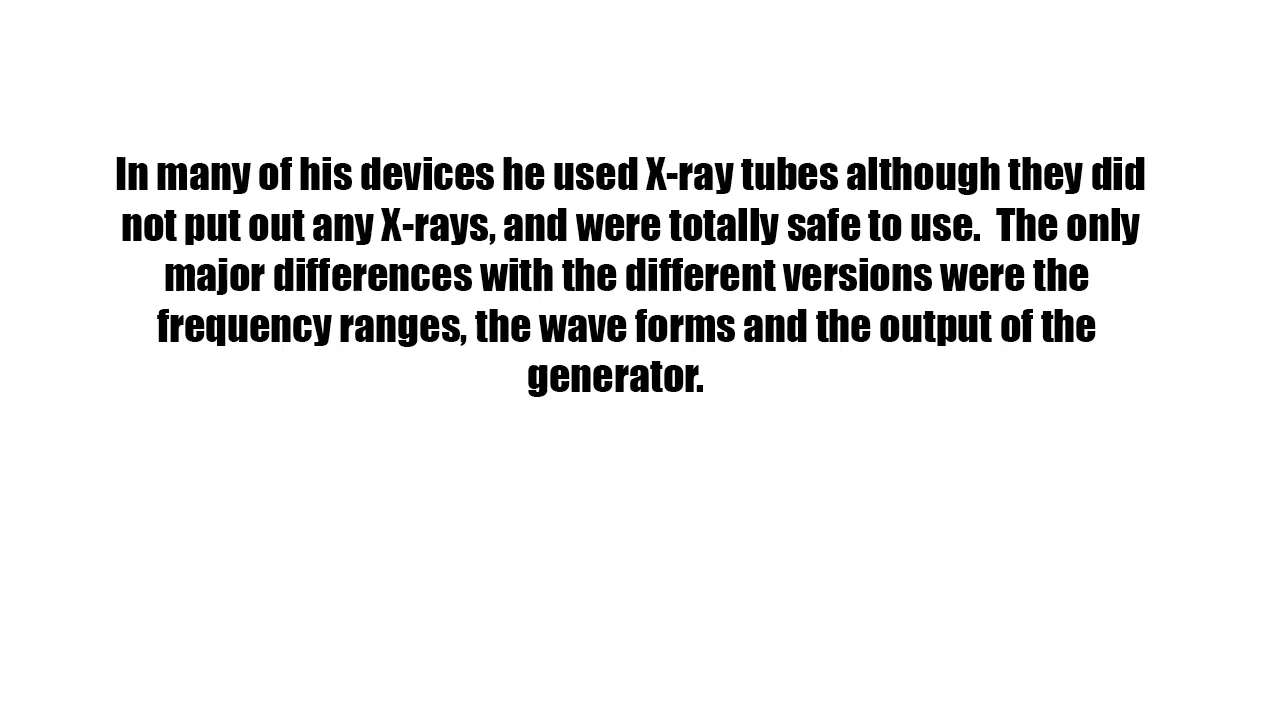 In many of his devices he used X-ray tubes although they did
not put out any X-rays, and were totally safe to use.  The only
major differences with the different versions were the
frequency ranges, the wave forms and the output of the
generator.